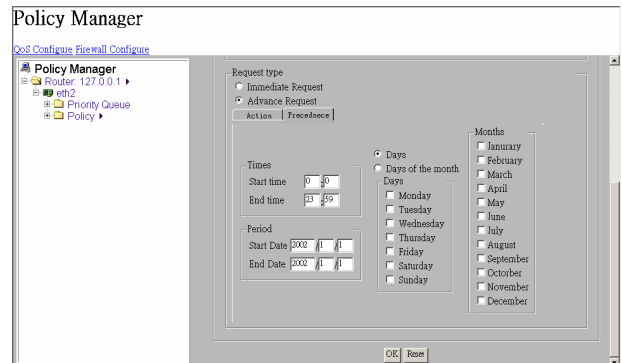 Policy Manager
QoS Configure Firewall Configure
Policy Manager
Router: 127.0.0.1
eth2
Priority Queue
Policy
Request type
Immediate Request
Advance Request
Action Precednece
Times
Start time 0 : 0
End time 23 : 59
Period
Start Date 2002 / 1 / 1
End Date 2002 / 1 / 1
Days
Days of the month
Days
Monday
Tuesday
Wednesday
Thursday
Friday
Saturday
Sunday
Months
Janurary
February
March
April
May
June
July
August
September
Octorber
November
December
OK Reset